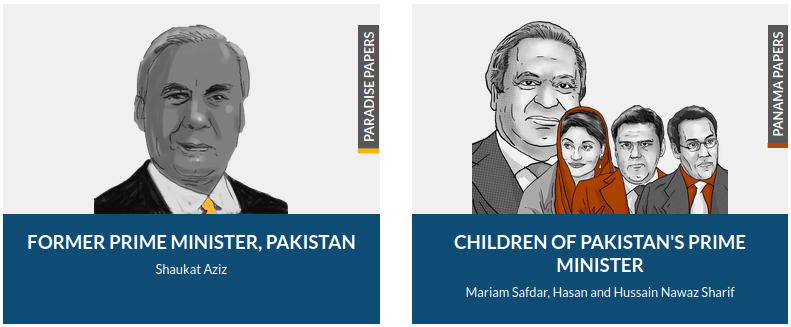 PARADISE PAPERS
FORMER PRIME MINISTER, PAKISTAN
Shaukat Aziz
PANAMA PAPERS
CHILDREN OF PAKISTAN'S PRIME
MINISTER
Mariam Safdar, Hasan and Hussain Nawaz Sharif